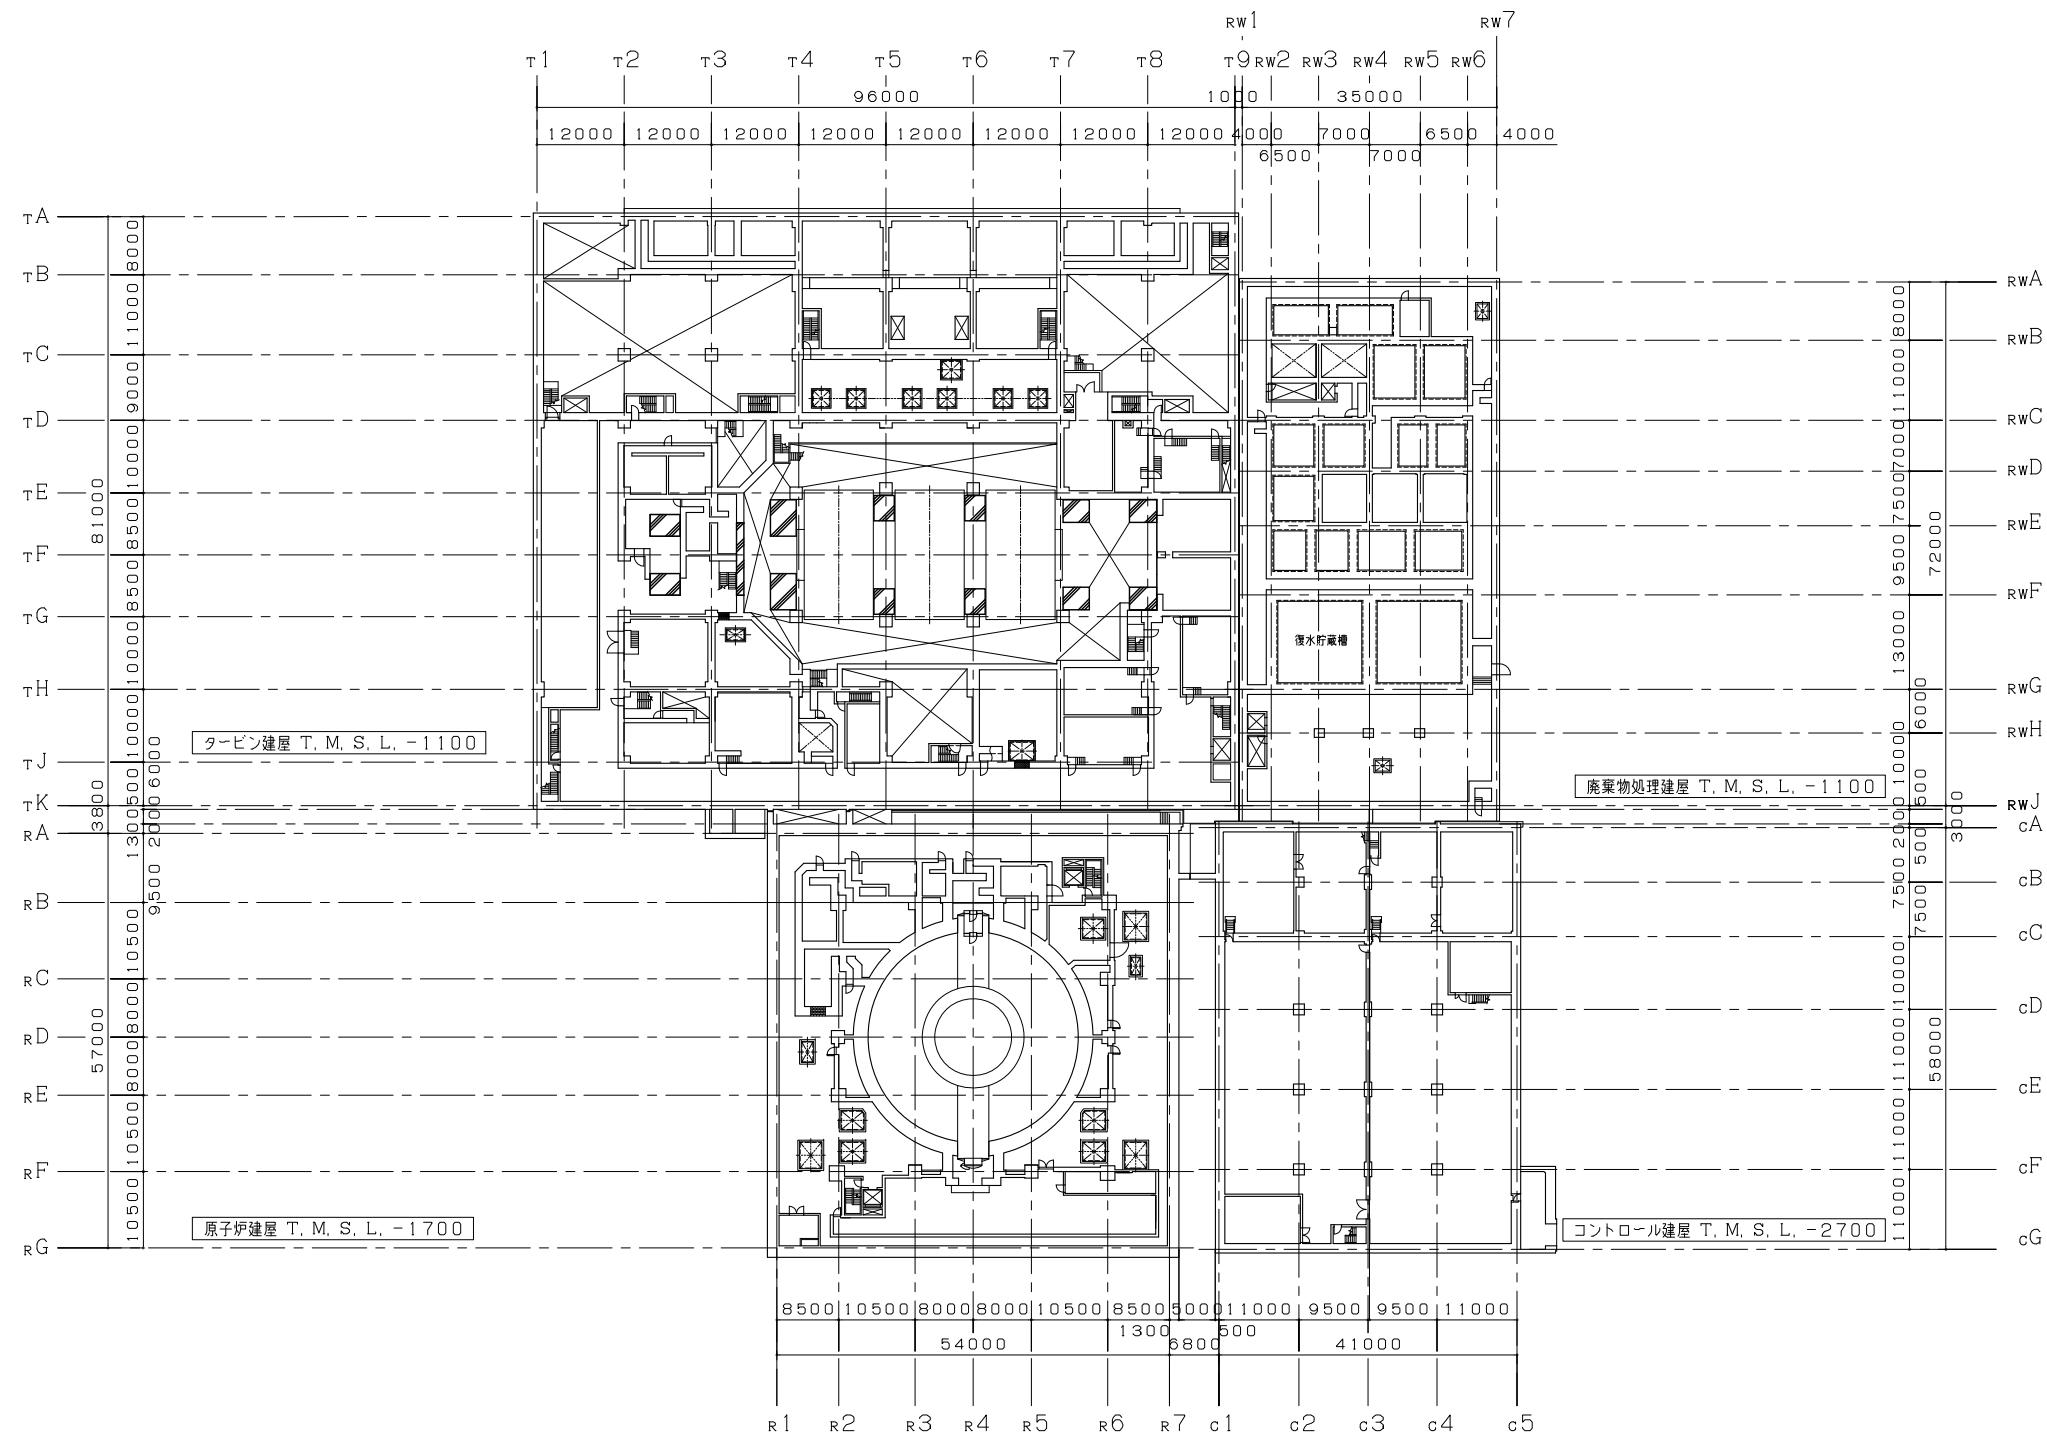 RW1 RW7
T1 T2 T3 T4 T5 T6 T7 T8 T9 RW2 RW3 RW4 RW5 RW6
96000 1000 35000
12000 12000 12000 12000 12000 12000 12000 12000 4000 7000 6500 4000
6500 7000
TA
8000
TB
11000
TC
9000
TD
10000
TE
81000
8500
TF
8500
TG
10000
TH
10000
タービン建屋 T. M. S. L. -1100
6000
TJ
TK
500
3800
2000
1300
RA
9500
RB
10500
RC
8000
57000
RD
8000
RE
10500
RF
10500
原子炉建屋 T. M. S. L. -1700
RG
RWA
8000
RWB
11000
RWC
7000
RWD
7500
RWE
72000
9500
RWF
13000
復水貯蔵槽
RWG
6000
RWH
10000
廃棄物処理建屋 T. M. S. L. -1100
500
RWJ
3000
2000
500
CA
7500
CB
7500
CC
10000
CD
11000
58000
CE
11000
CF
11000
コントロール建屋 T. M. S. L. -2700
CG
8500 10500 8000 8000 10500 8500 5000 11000 9500 9500 11000
1300 500
54000 6800 41000
R1 R2 R3 R4 R5 R6 R7 C1 C2 C3 C4 C5